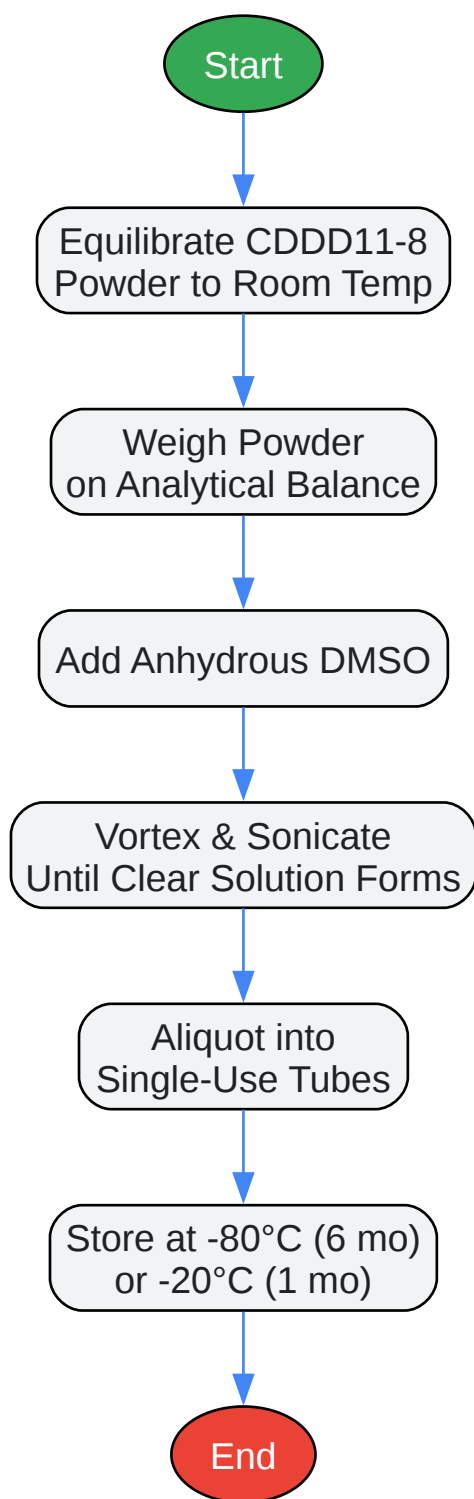 Start
Equilibrate CDDD11-8
Powder to Room Temp
Weigh Powder
on Analytical Balance
Add Anhydrous DMSO
Vortex & Sonicate
Until Clear Solution Forms
Aliquot into
Single-Use Tubes
Store at -80°C (6 mo)
or -20°C (1 mo)
End